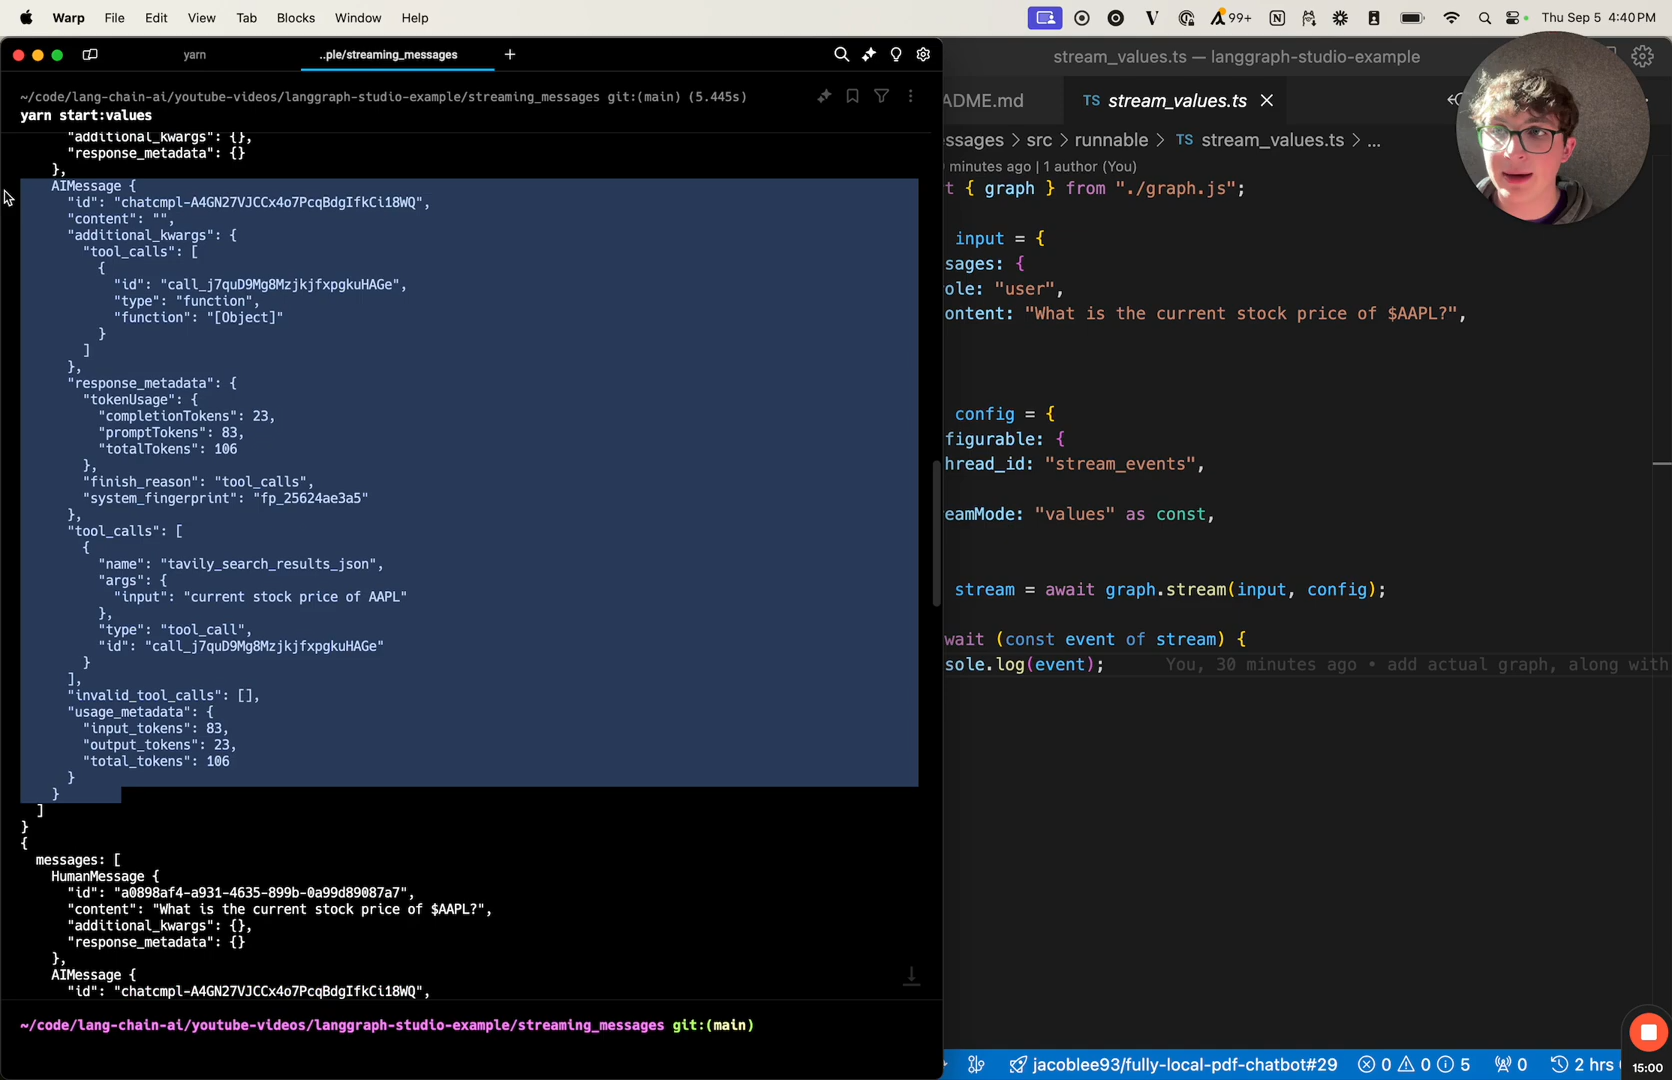 Warp File Edit View Tab Blocks Window Help
99+ Thu Sep 5 4:40 PM
yarn
..ple/streaming_messages
~/code/lang-chain-ai/youtube-videos/langgraph-studio-example/streaming_messages git:(main) (5.445s)
yarn start:values
"additional_kwargs": {},
"response_metadata": {}
},
AIMessage {
"id": "chatcmpl-A4GN27VJCCx4o7PcqBdgIfkCi18WQ",
"content": "",
"additional_kwargs": {
"tool_calls": [
{
"id": "call_j7quD9Mg8MzjkjfxpgkuHAGe",
"type": "function",
"function": "[Object]"
}
]
},
"response_metadata": {
"tokenUsage": {
"completionTokens": 23,
"promptTokens": 83,
"totalTokens": 106
},
"finish_reason": "tool_calls",
"system_fingerprint": "fp_25624ae3a5"
},
"tool_calls": [
{
"name": "tavily_search_results_json",
"args": {
"input": "current stock price of AAPL"
},
"type": "tool_call",
"id": "call_j7quD9Mg8MzjkjfxpgkuHAGe"
}
],
"invalid_tool_calls": [],
"usage_metadata": {
"input_tokens": 83,
"output_tokens": 23,
"total_tokens": 106
}
}
]
}
{
messages: [
HumanMessage {
"id": "a0898af4-a931-4635-899b-0a99d89087a7",
"content": "What is the current stock price of $AAPL?",
"additional_kwargs": {},
"response_metadata": {}
},
AIMessage {
"id": "chatcmpl-A4GN27VJCCx4o7PcqBdgIfkCi18WQ",
~/code/lang-chain-ai/youtube-videos/langgraph-studio-example/streaming_messages git:(main)
stream_values.ts — langgraph-studio-example
ADME.md
TS stream_values.ts
essages > src > runnable > TS stream_values.ts > ...
minutes ago | 1 author (You)
t { graph } from "./graph.js";
input = {
sages: {
ole: "user",
ontent: "What is the current stock price of $AAPL?",
config = {
figurable: {
hread_id: "stream_events",
eamMode: "values" as const,
stream = await graph.stream(input, config);
wait (const event of stream) {
sole.log(event); You, 30 minutes ago • add actual graph, along with
jacoblee93/fully-local-pdf-chatbot#29 0 0 5 0 2 hrs
15:00